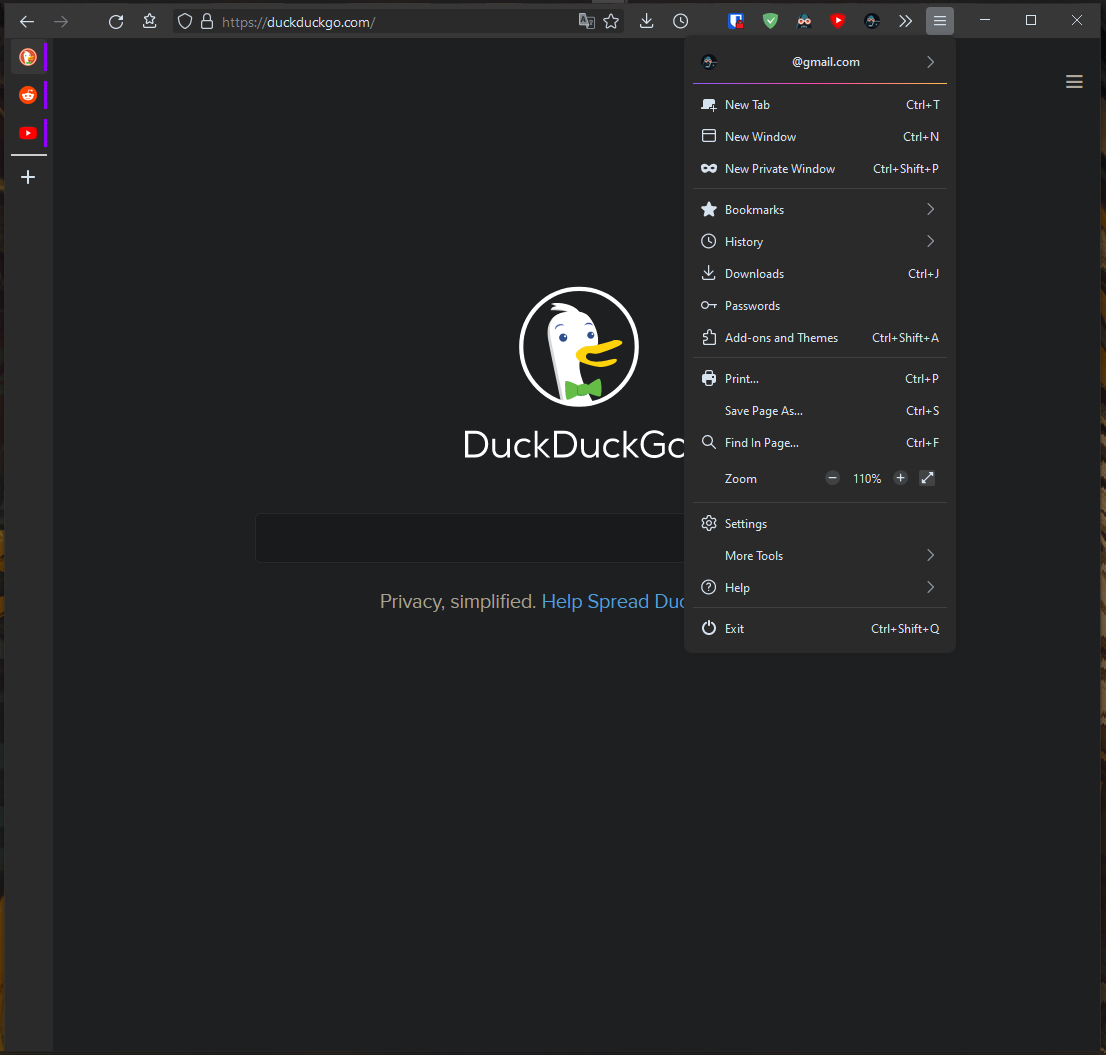 https://duckduckgo.com/
@gmail.com
New Tab Ctrl+T
New Window Ctrl+N
New Private Window Ctrl+Shift+P
Bookmarks
History
Downloads Ctrl+J
Passwords
Add-ons and Themes Ctrl+Shift+A
Print... Ctrl+P
Save Page As... Ctrl+S
Find In Page... Ctrl+F
Zoom 110%
Settings
More Tools
Help
Exit Ctrl+Shift+Q
DuckDuckGo
Privacy, simplified. Help Spread Duc